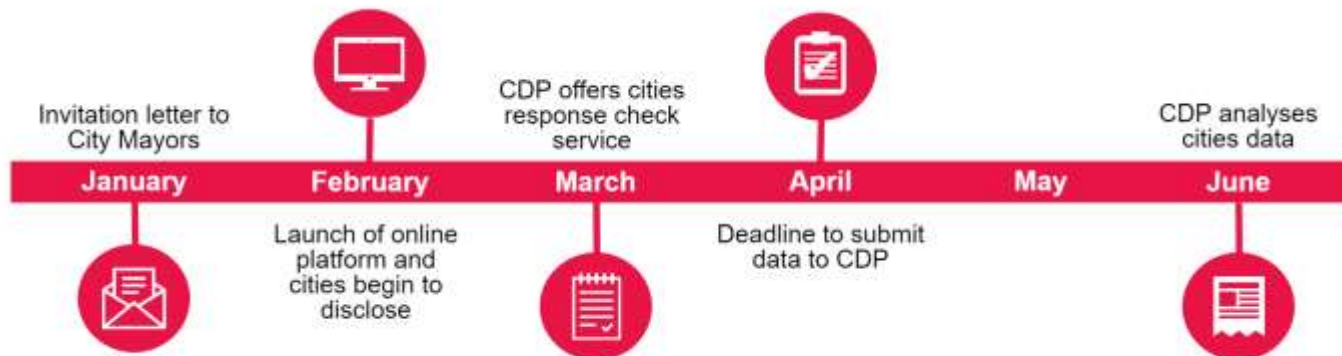 Invitation letter to
City Mayors
CDP offers cities
response check
service
CDP analyses
cities data
January February March April May June
Launch of online
platform and
cities begin to
disclose
Deadline to submit
data to CDP